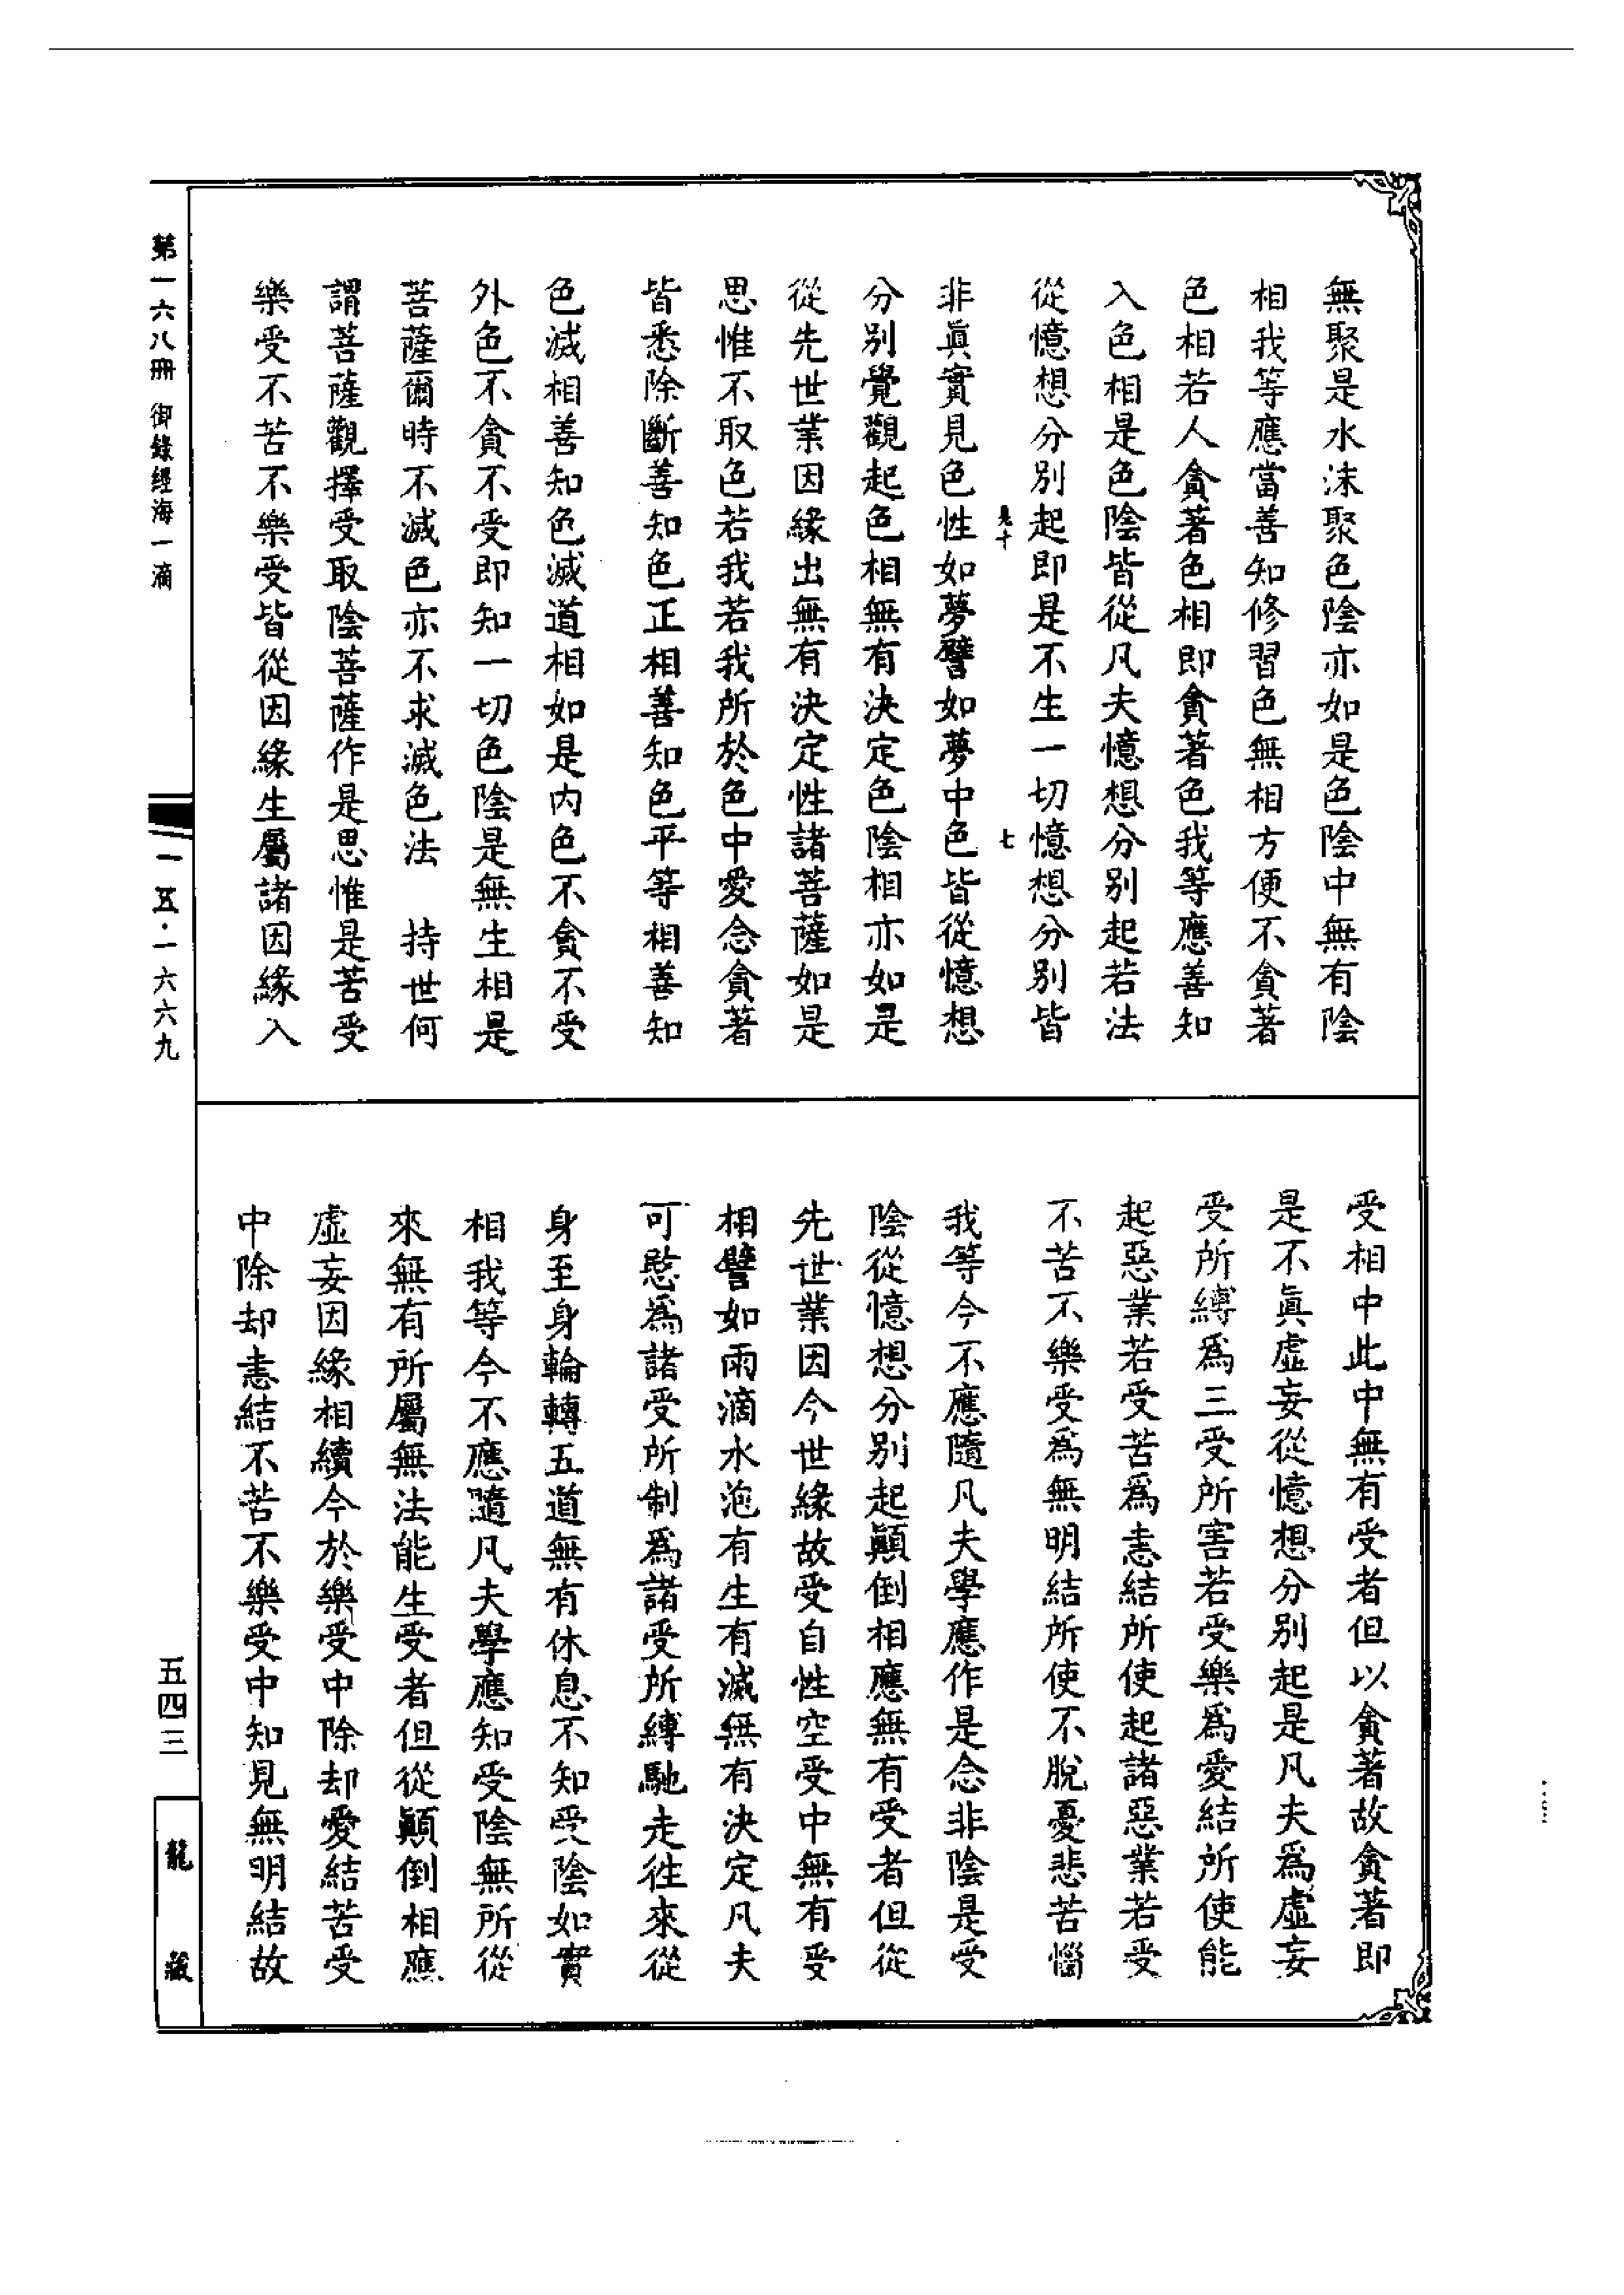 無聚是水沫聚色陰亦如是色陰中無有陰
相我等應當善知修習色無相方便不貪著
色相若人貪著色相即貪著色我等應善知
入色相是色陰皆從凡夫憶想分別起若法
從憶想分別起即是不生一切憶想分別皆
七
非眞實見色性如夢譬如夢中色皆從憶想
分別覺觀起色相無有決定色陰相亦如是
從先世業因緣出無有決定性諸菩薩如是
思惟不取色若我若我所於色中愛念貪著
皆悉除斷善知色正相善知色平等相善知
色滅相善知色滅道相如是內色不貪不受
外色不貪不受即知一切色陰是無生相是
菩薩爾時不滅色亦不求滅色法　持世何
謂菩薩觀擇受取陰菩薩作是思惟是苦受
樂受不苦不樂受皆從因緣生屬諸因緣入
受相中此中無有受者但以貪著故貪著即
是不眞虛妄從憶想分別起是凡夫爲虛妄
受所縛爲三受所害若受樂爲愛結所使能
起惡業若受苦爲恚結所使起諸惡業若受
不苦不樂受爲無明結所使不脫憂悲苦惱
我等今不應隨凡夫學應作是念非陰是受
陰從憶想分別起顛倒相應無有受者但從
先世業因今世緣故受自性空受中無有受
相譬如雨滴水泡有生有滅無有決定凡夫
可愍爲諸受所制爲諸受所縛馳走往來從
身至身輪轉五道無有休息不知受陰如實
相我等今不應隨凡夫學應知受陰無所從
來無有所屬無法能生受者但從顛倒相應
虛妄因緣相續今於樂受中除却愛結苦受
中除却恚結不苦不樂受中知見無明結故
第一六八冊　御錄經海一滴
一五·一六六九
五四三
龍藏